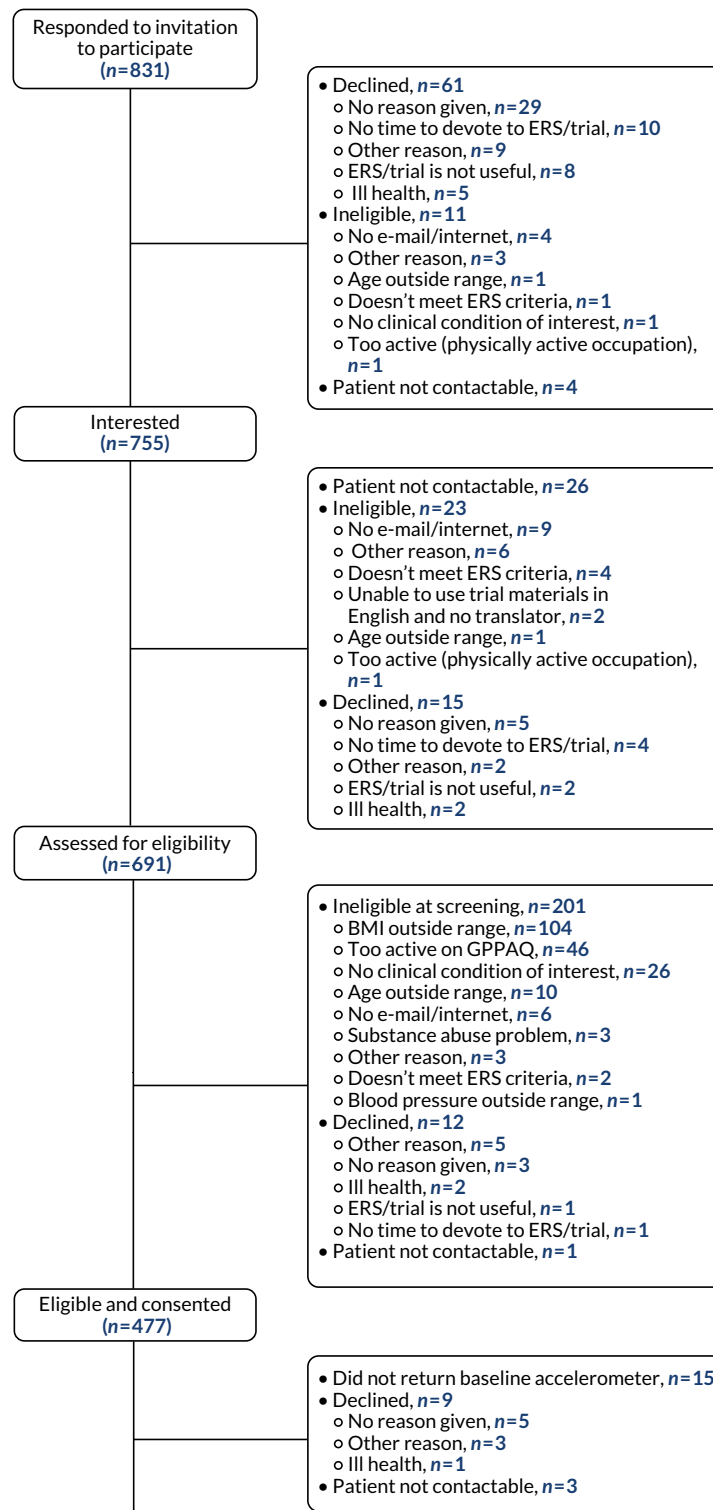 Responded to invitation
to participate
(n=831)
• Declined, n=61
∘ No reason given, n=29
∘ No time to devote to ERS/trial, n=10
∘ Other reason, n=9
∘ ERS/trial is not useful, n=8
∘ Ill health, n=5
• Ineligible, n=11
∘ No e-mail/internet, n=4
∘ Other reason, n=3
∘ Age outside range, n=1
∘ Doesn't meet ERS criteria, n=1
∘ No clinical condition of interest, n=1
∘ Too active (physically active occupation),
n=1
• Patient not contactable, n=4
Interested
(n=755)
• Patient not contactable, n=26
• Ineligible, n=23
∘ No e-mail/internet, n=9
∘ Other reason, n=6
∘ Doesn't meet ERS criteria, n=4
∘ Unable to use trial materials in
English and no translator, n=2
∘ Age outside range, n=1
∘ Too active (physically active occupation),
n=1
• Declined, n=15
∘ No reason given, n=5
∘ No time to devote to ERS/trial, n=4
∘ Other reason, n=2
∘ ERS/trial is not useful, n=2
∘ Ill health, n=2
Assessed for eligibility
(n=691)
• Ineligible at screening, n=201
∘ BMI outside range, n=104
∘ Too active on GPPAQ, n=46
∘ No clinical condition of interest, n=26
∘ Age outside range, n=10
∘ No e-mail/internet, n=6
∘ Substance abuse problem, n=3
∘ Other reason, n=3
∘ Doesn't meet ERS criteria, n=2
∘ Blood pressure outside range, n=1
• Declined, n=12
∘ Other reason, n=5
∘ No reason given, n=3
∘ Ill health, n=2
∘ ERS/trial is not useful, n=1
∘ No time to devote to ERS/trial, n=1
• Patient not contactable, n=1
Eligible and consented
(n=477)
• Did not return baseline accelerometer, n=15
• Declined, n=9
∘ No reason given, n=5
∘ Other reason, n=3
∘ Ill health, n=1
• Patient not contactable, n=3